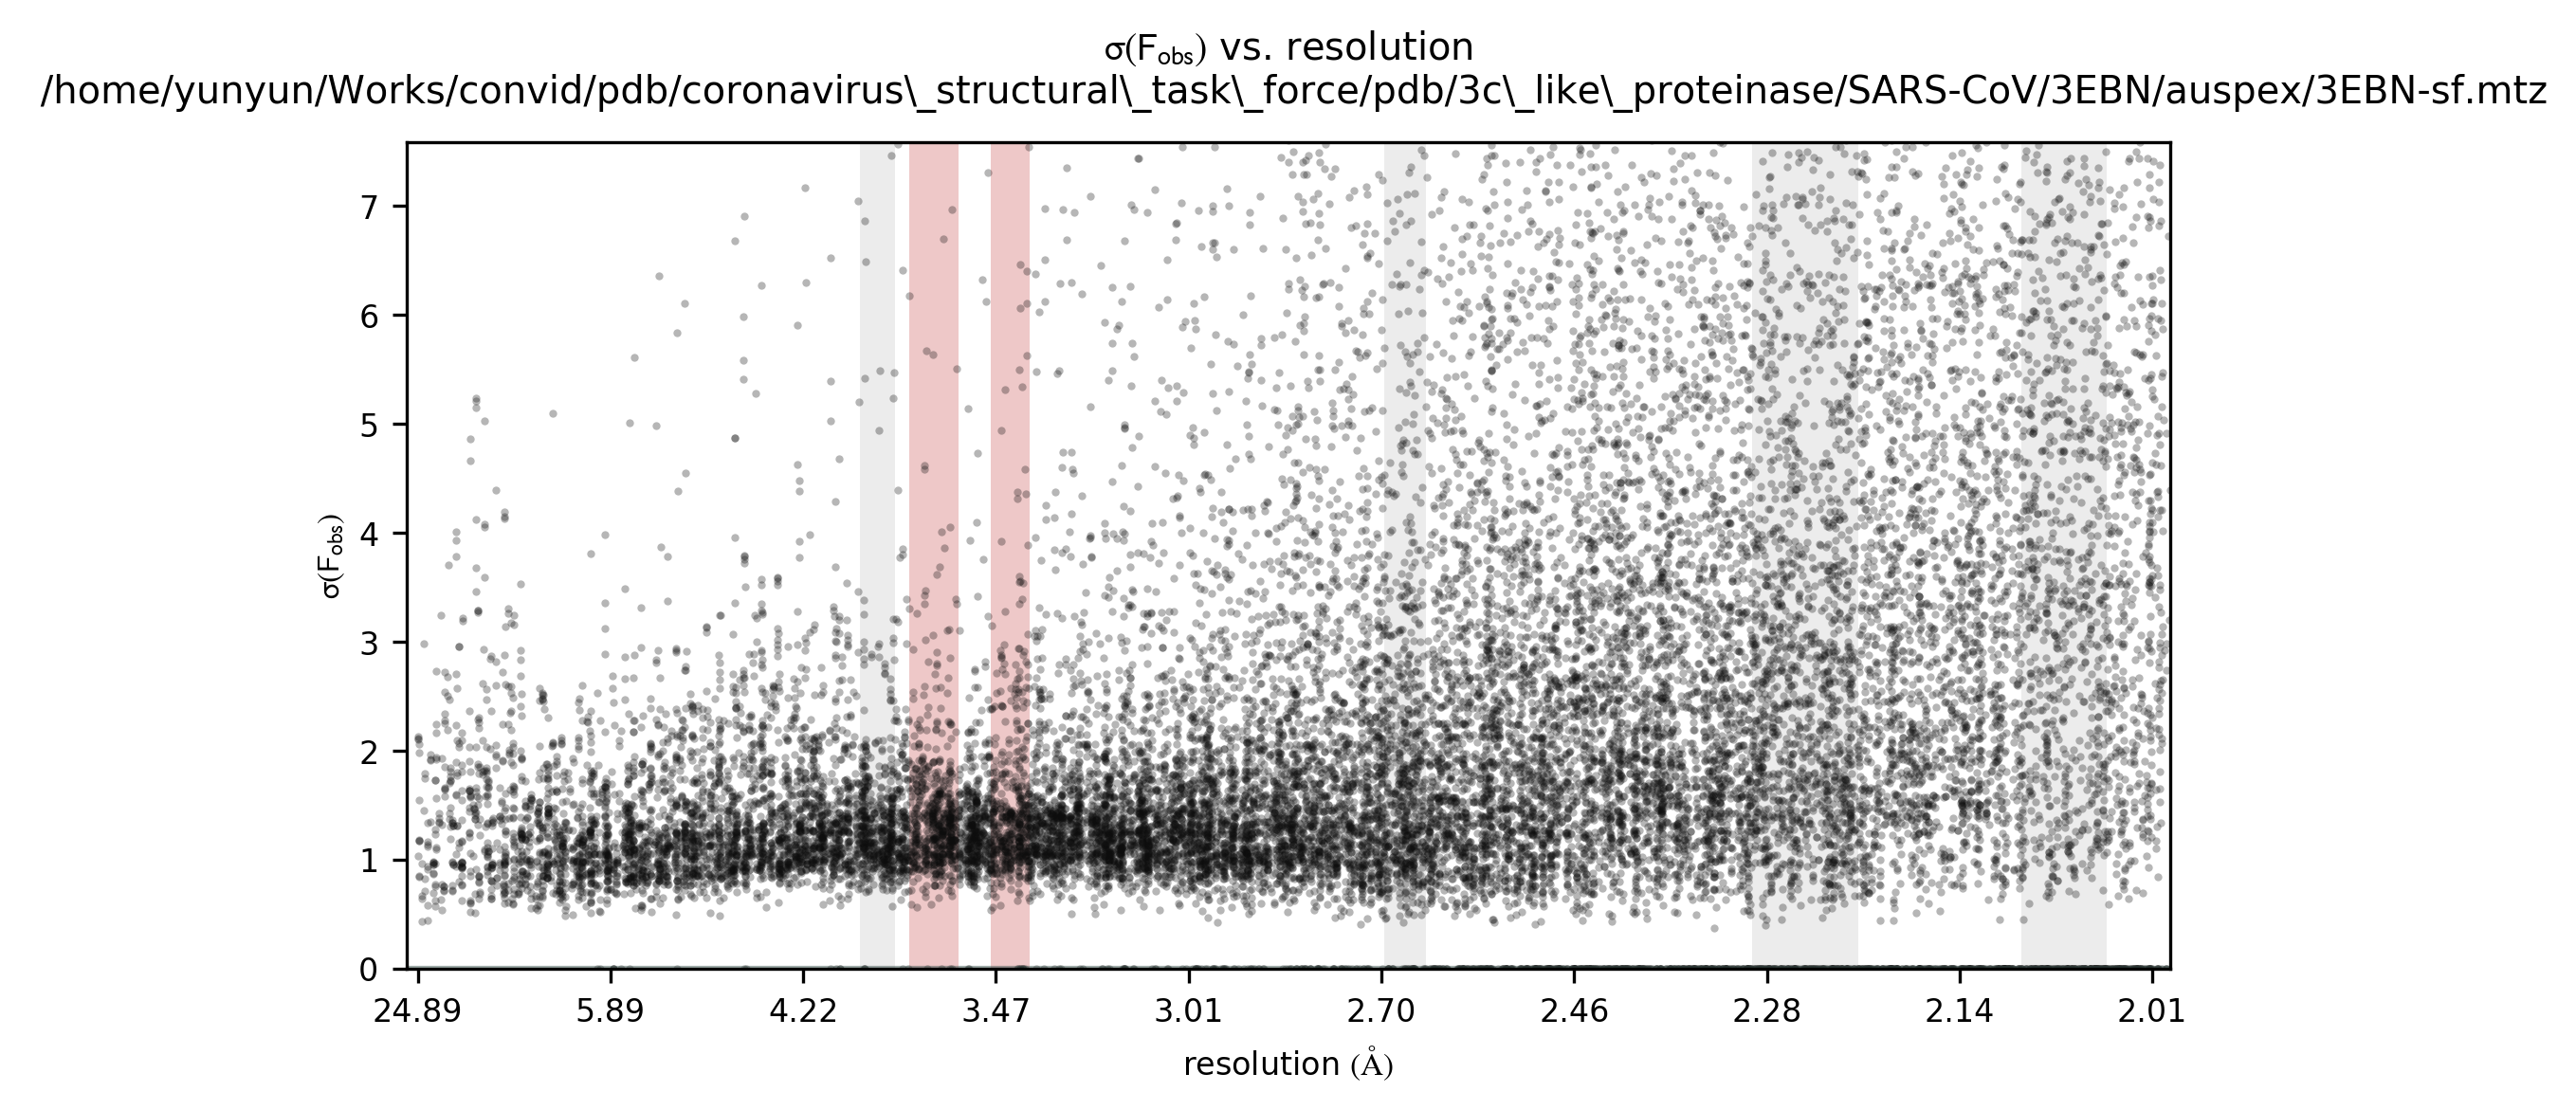 σ(Fobs) vs. resolution
/home/yunyun/Works/convid/pdb/coronavirus\_structural\_task\_force/pdb/3c\_like\_proteinase/SARS-CoV/3EBN/auspex/3EBN-sf.mtz
7
6
5
4
3
2
1
0
σ(Fobs)
24.89 5.89 4.22 3.47 3.01 2.70 2.46 2.28 2.14 2.01
resolution (Å)